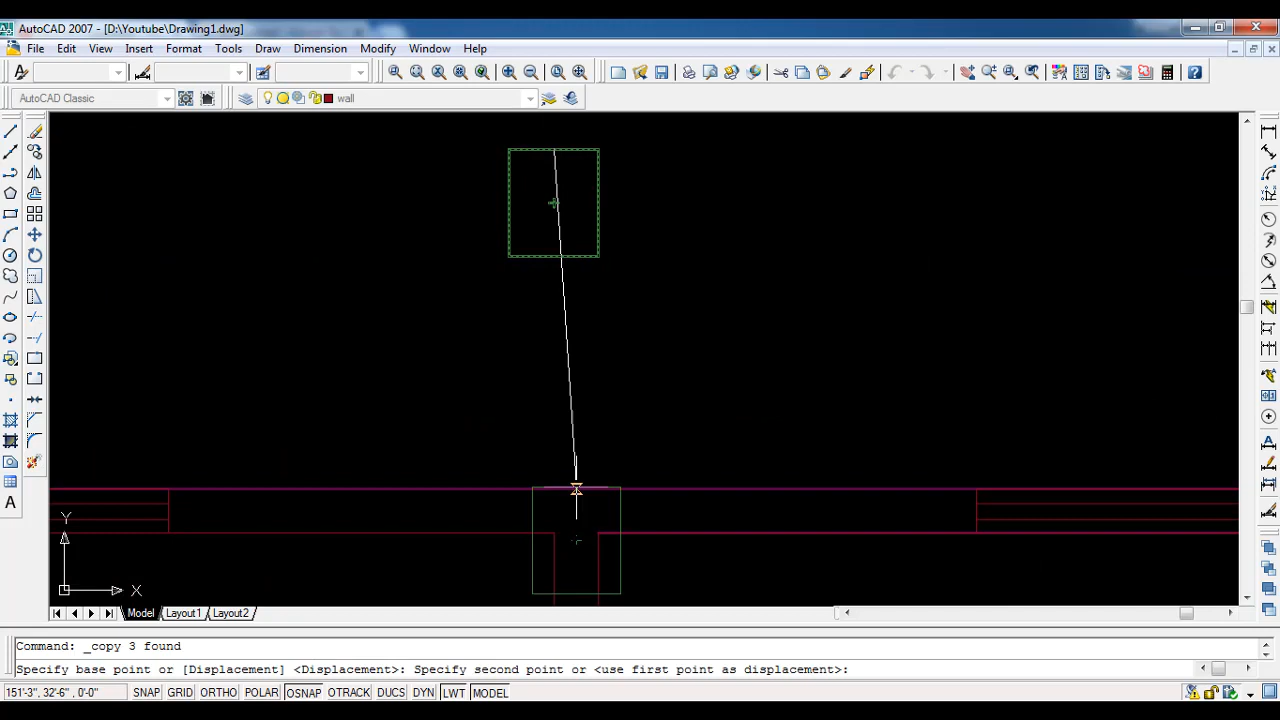 AutoCAD 2007 - [D:\Youtube\Drawing1.dwg]
File Edit View Insert Format Tools Draw Dimension Modify Window Help
AutoCAD Classic wall
A
Y
X
Model Layout1 Layout2
Command: _copy 3 found
Specify base point or [Displacement] <Displacement>: Specify second point or <use first point as displacement>:
151'-3", 32'-6" , 0'-0" SNAP GRID ORTHO POLAR OSNAP OTRACK DUCS DYN LWT MODEL